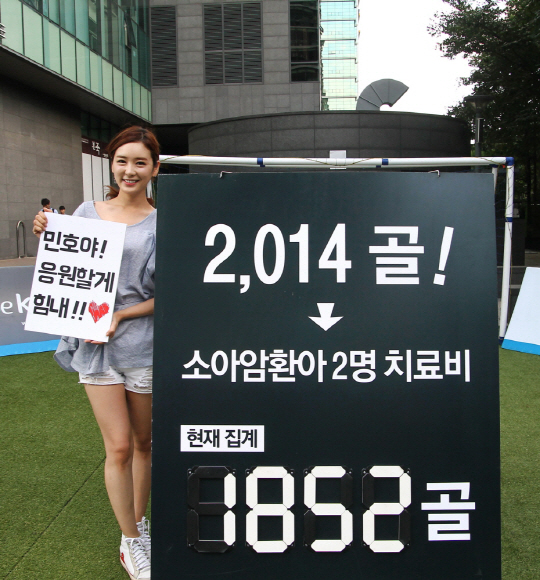 민호야!
응원할게
힘내!!
2,014 골!
소아암환아 2명 치료비
현재 집계
1852 골